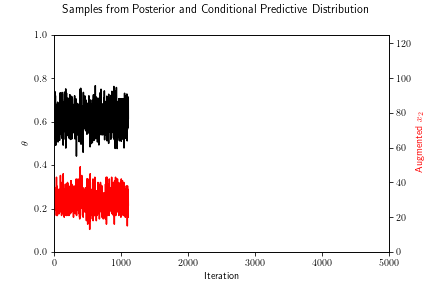 Samples from Posterior and Conditional Predictive Distribution
1.0
0.8
0.6
0.4
0.2
0.0
θ
120
100
80
60
40
20
0
Augmented x₂
0 1000 2000 3000 4000 5000
Iteration